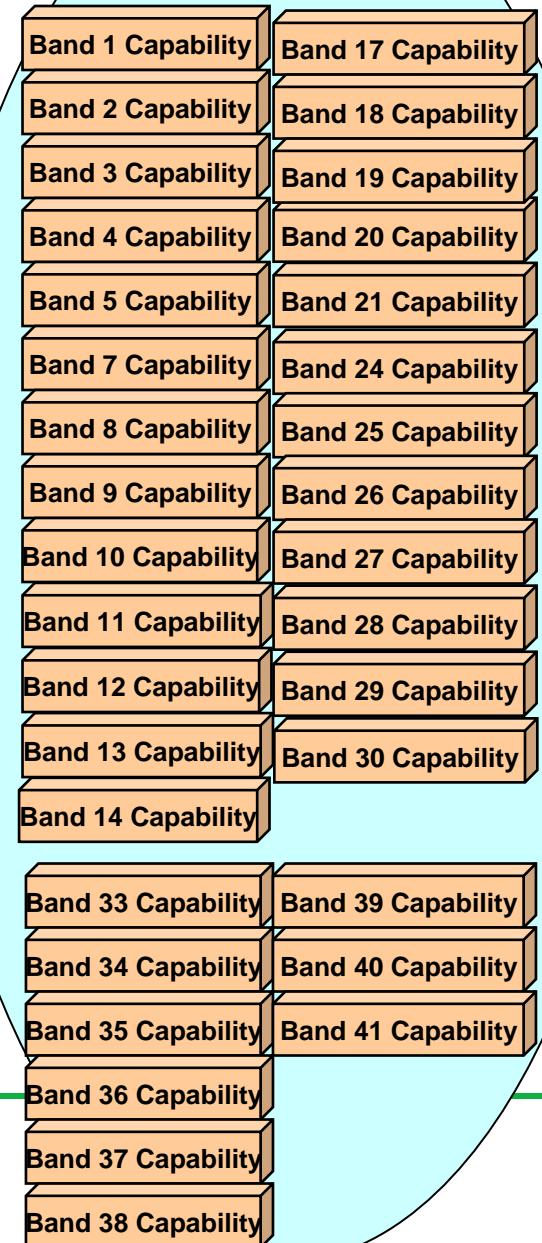 Band 1 Capability
Band 2 Capability
Band 3 Capability
Band 4 Capability
Band 5 Capability
Band 7 Capability
Band 8 Capability
Band 9 Capability
Band 10 Capability
Band 11 Capability
Band 12 Capability
Band 13 Capability
Band 14 Capability
Band 17 Capability
Band 18 Capability
Band 19 Capability
Band 20 Capability
Band 21 Capability
Band 24 Capability
Band 25 Capability
Band 26 Capability
Band 27 Capability
Band 28 Capability
Band 29 Capability
Band 30 Capability
Band 33 Capability
Band 34 Capability
Band 35 Capability
Band 36 Capability
Band 37 Capability
Band 38 Capability
Band 39 Capability
Band 40 Capability
Band 41 Capability